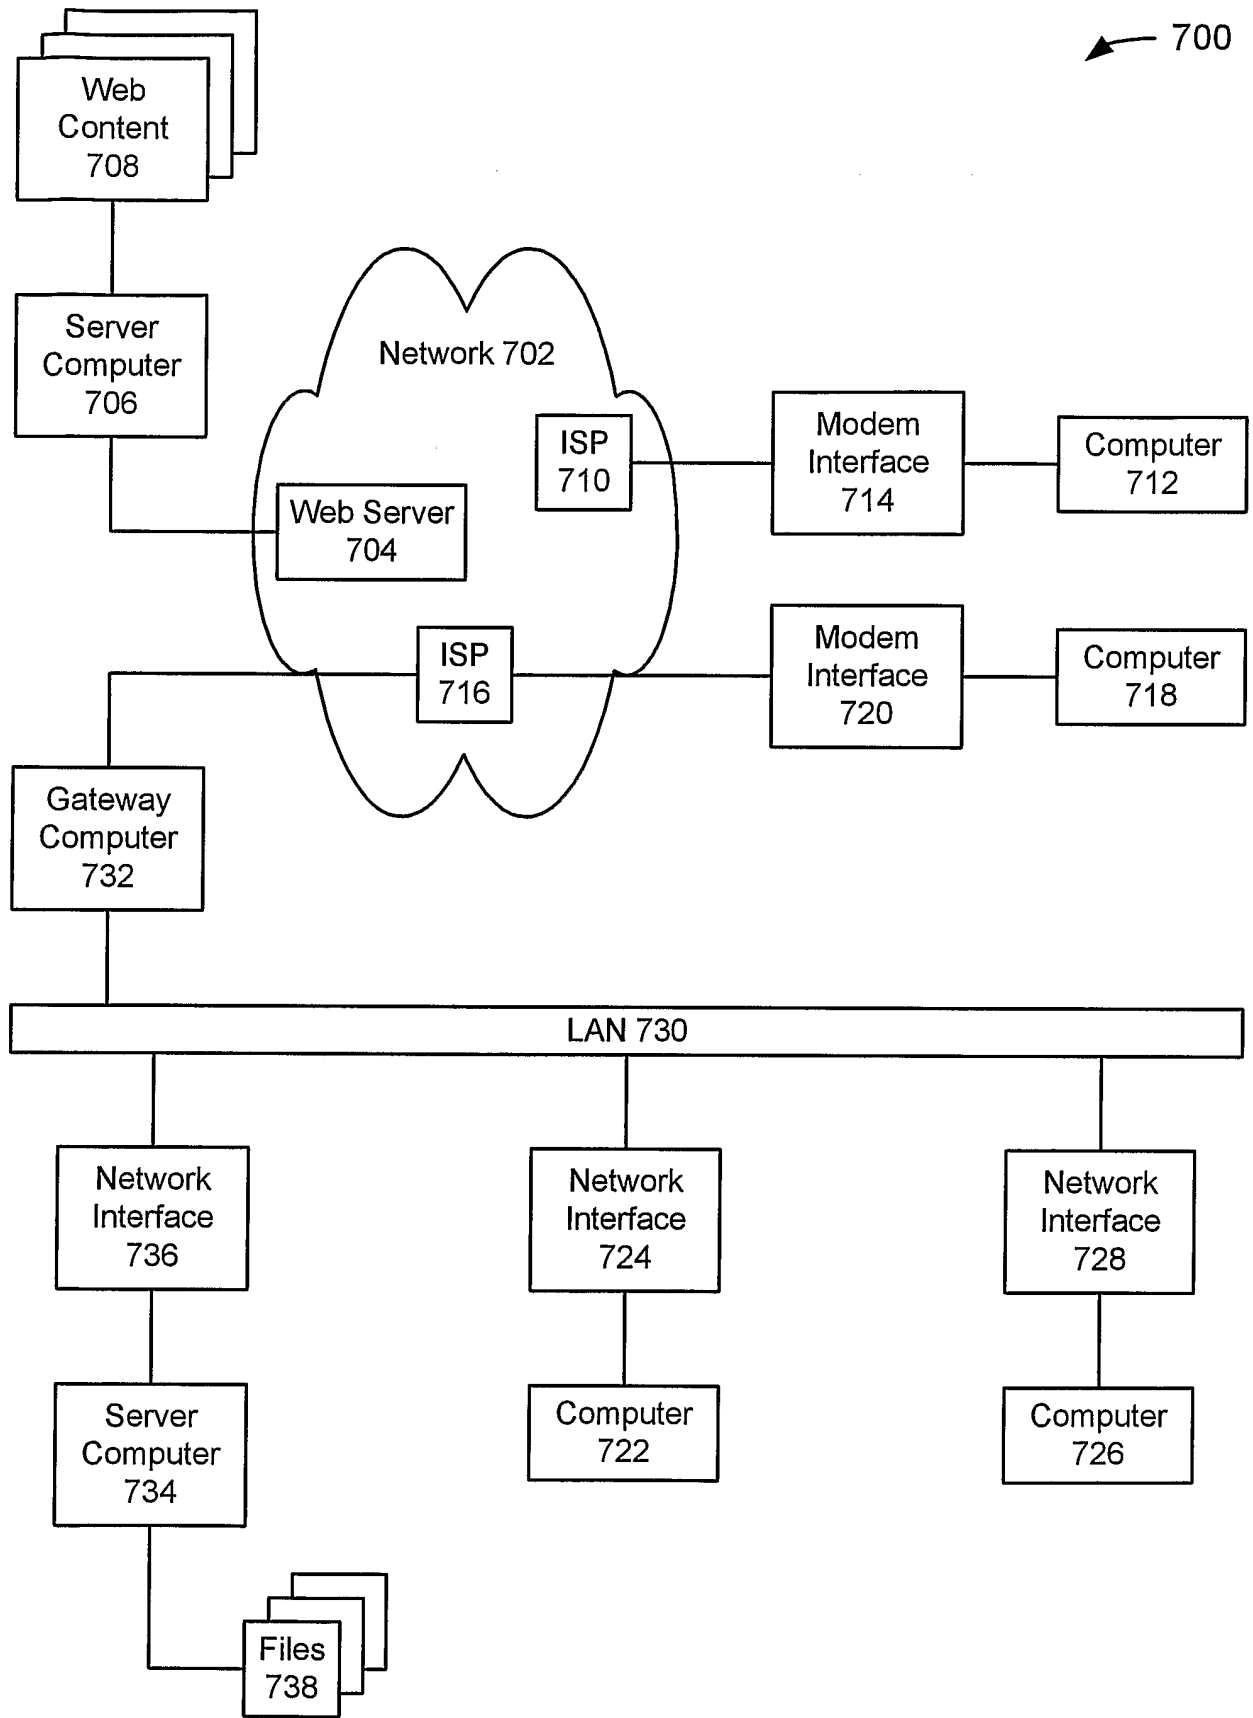 700
Web
Content
708
Server
Computer
706
Network 702
ISP
710
Modem
Interface
714
Computer
712
Web Server
704
ISP
716
Modem
Interface
720
Computer
718
Gateway
Computer
732
LAN 730
Network
Interface
736
Network
Interface
724
Network
Interface
728
Server
Computer
734
Computer
722
Computer
726
Files
738